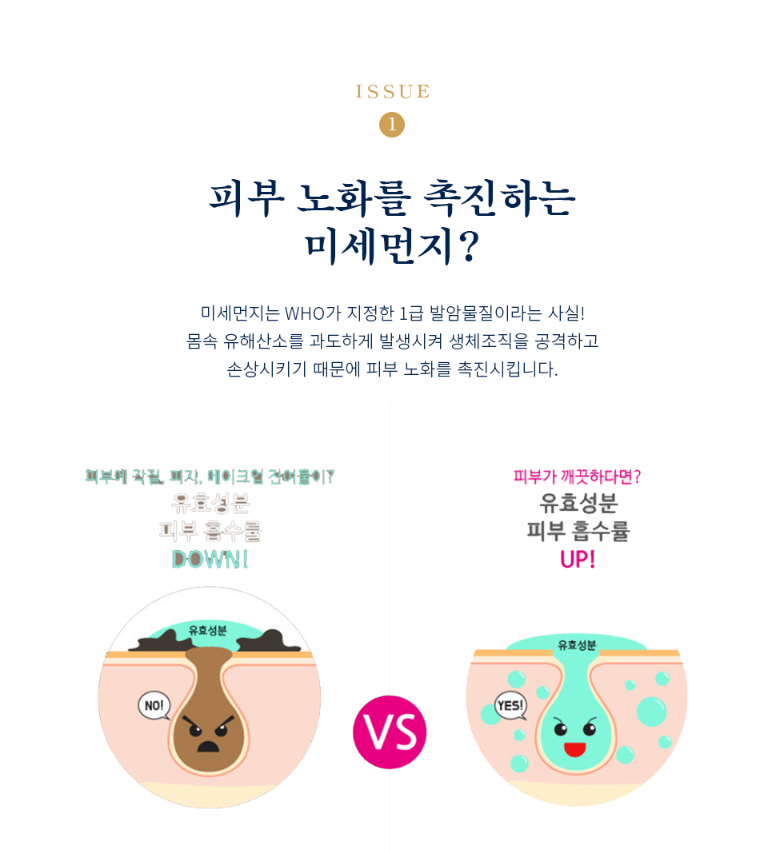 ISSUE
1
피부 노화를 촉진하는
미세먼지?
미세먼지는 WHO가 지정한 1급 발암물질이라는 사실!
몸속 유해산소를 과도하게 발생시켜 생체조직을 공격하고
손상시키기 때문에 피부 노화를 촉진시킵니다.
피부에 각질, 피지, 메이크업 잔여물이?
유효성분
피부 흡수율
DOWN!
유효성분
NO!
VS
피부가 깨끗하다면?
유효성분
피부 흡수률
UP!
유효성분
YES!